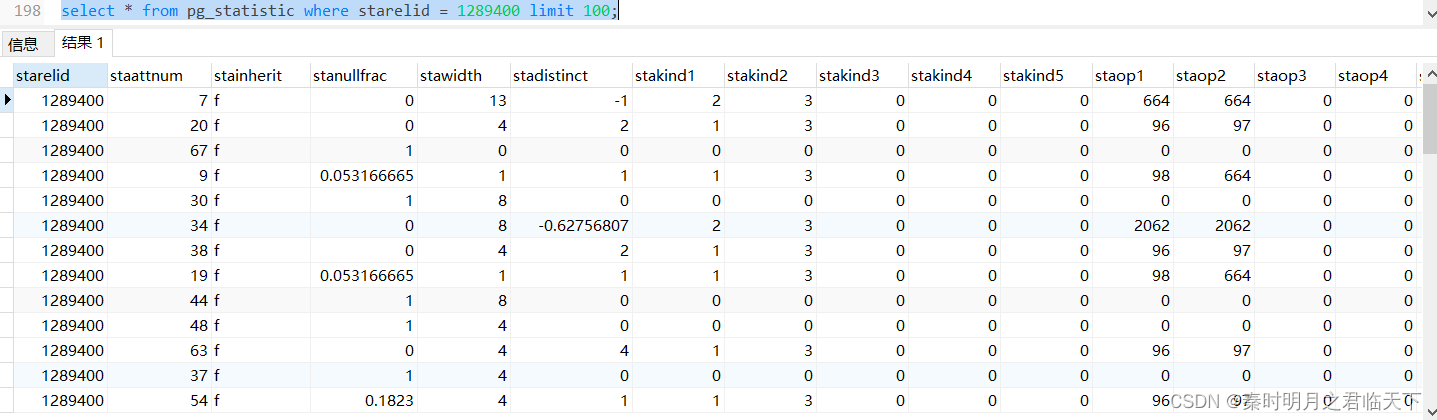 198 select * from pg_statistic where starelid = 1289400 limit 100;
信息 结果 1
starelid staattnum stainherit stanullfrac stawidth stadistinct stakind1 stakind2 stakind3 stakind4 stakind5 staop1 staop2 staop3 staop4
1289400 7 f 0 13 -1 2 3 0 0 0 664 664 0 0
1289400 20 f 0 4 2 1 3 0 0 0 96 97 0 0
1289400 67 f 1 0 0 0 0 0 0 0 0 0 0 0
1289400 9 f 0.053166665 1 1 1 3 0 0 0 98 664 0 0
1289400 30 f 1 8 0 0 0 0 0 0 0 0 0 0
1289400 34 f 0 8 -0.62756807 2 3 0 0 0 2062 2062 0 0
1289400 38 f 0 4 2 1 3 0 0 0 96 97 0 0
1289400 19 f 0.053166665 1 1 1 3 0 0 0 98 664 0 0
1289400 44 f 1 8 0 0 0 0 0 0 0 0 0 0
1289400 48 f 1 4 0 0 0 0 0 0 0 0 0 0
1289400 63 f 0 4 4 1 3 0 0 0 96 97 0 0
1289400 37 f 1 4 0 0 0 0 0 0 0 0 0 0
1289400 54 f 0.1823 4 1 1 3 0 0 0 96 97 0 0
CSDN @秦时明月之君临天下